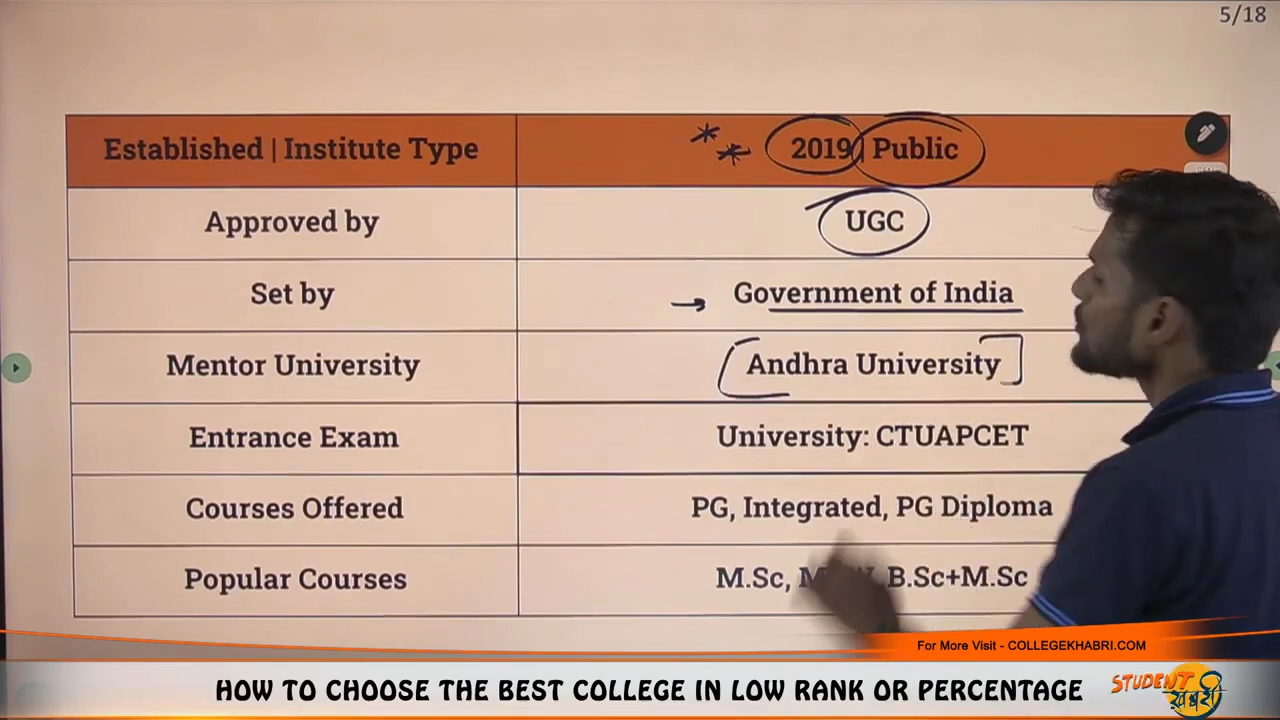 5/18
Established | Institute Type
2019 | Public
Approved by
UGC
Set by
Government of India
Mentor University
Andhra University
Entrance Exam
University: CTUAPCET
Courses Offered
PG, Integrated, PG Diploma
Popular Courses
M.Sc, B.Sc+M.Sc
For More Visit - COLLEGEKHABRI.COM
HOW TO CHOOSE THE BEST COLLEGE IN LOW RANK OR PERCENTAGE
STUDENT
खबरी